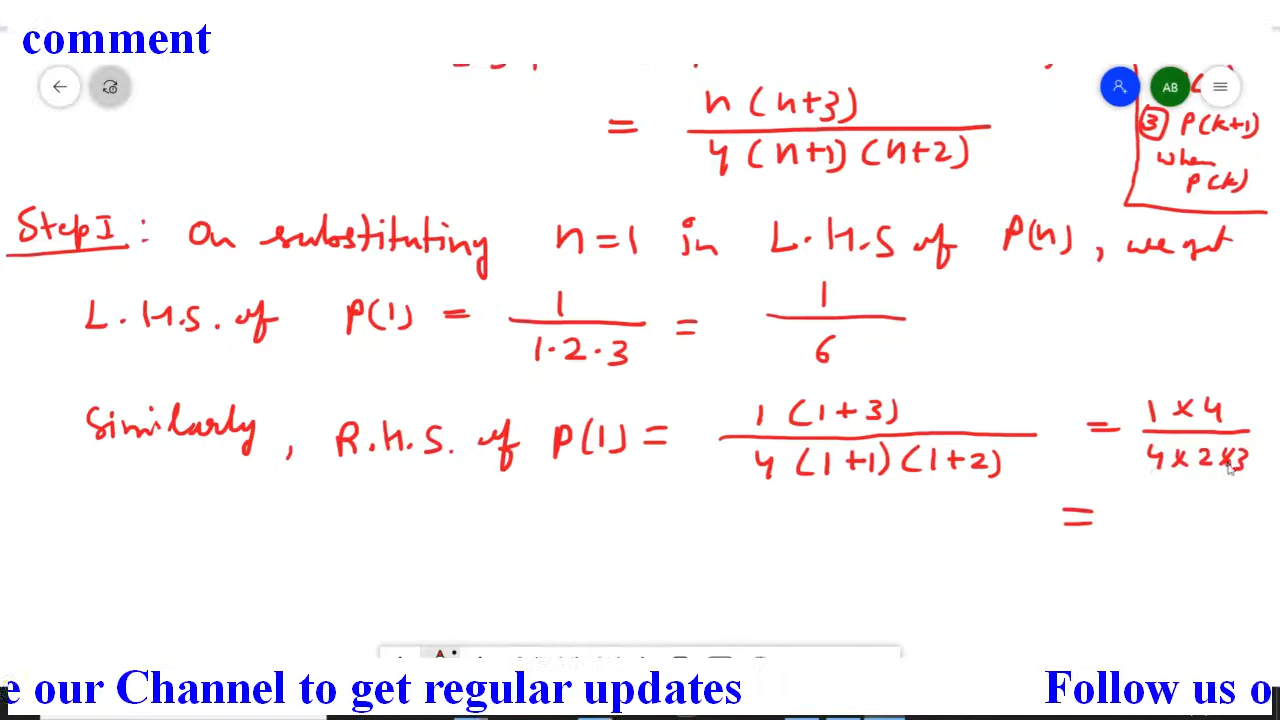 comment
= n(n+3) / 4(n+1)(n+2)
AB
③ P(k+1)
when
P(k)
Step I : On substituting n=1 in L.H.S of P(n), we get
L.H.S. of P(1) = 1 / 1·2·3 = 1 / 6
Similarly, R.H.S. of P(1) = 1(1+3) / 4(1+1)(1+2) = 1×4 / 4×2×3
=
e our Channel to get regular updates Follow us o